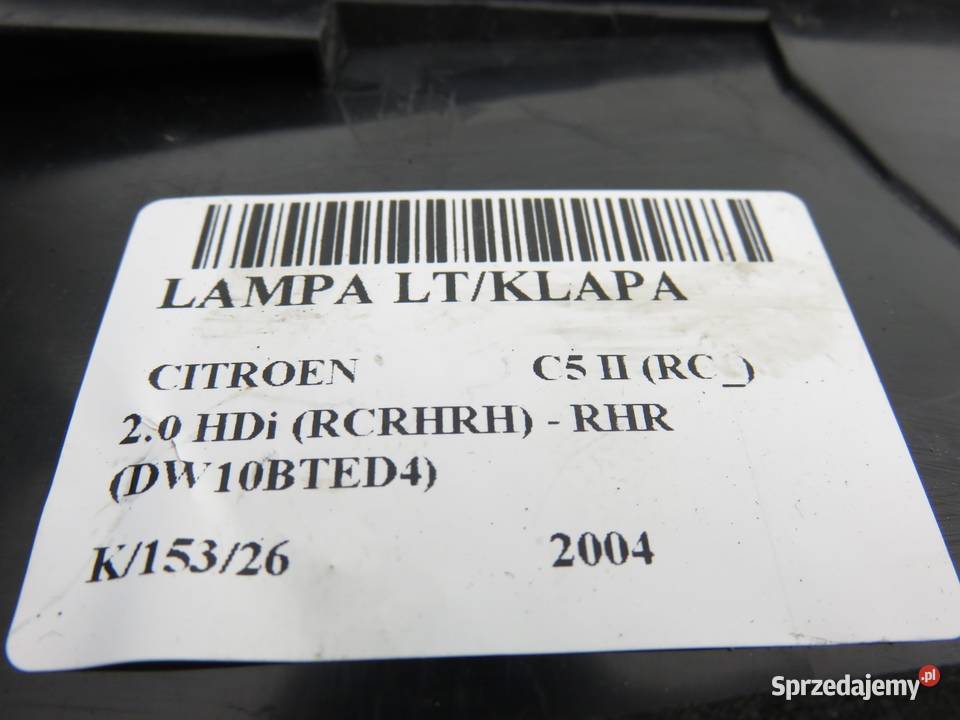 LAMPA LT/KLAPA
CITROEN C5 II (RC_)
2.0 HDi (RCRHRH) - RHR
(DW10BTED4)
K/153/26 2004
Sprzedajemy.pl